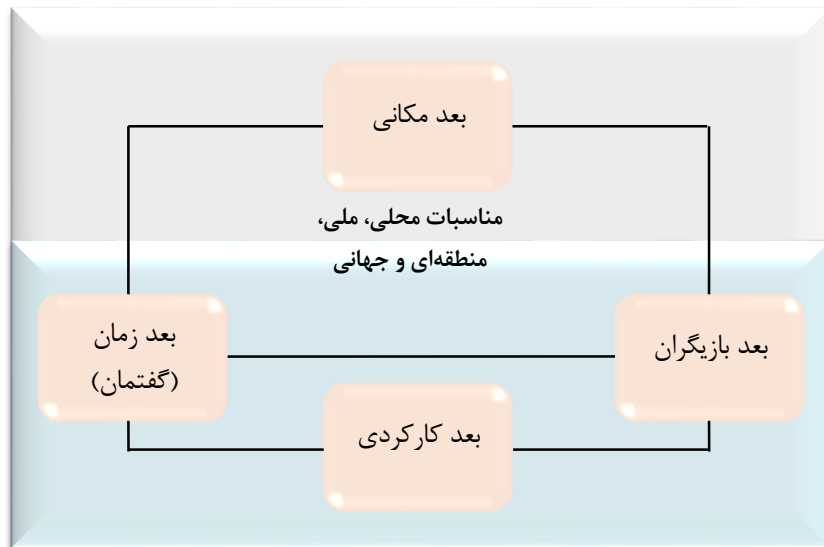 بعد مکانی
مناسبات محلی، ملی،
منطقه‌ای و جهانی
بعد بازیگران
بعد زمان
(گفتمان)
بعد کارکردی